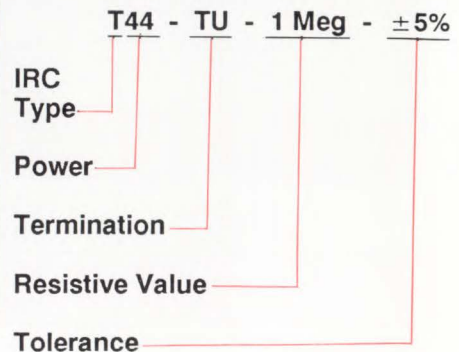 T44 - TU - 1 Meg - ±5%
IRC
Type
Power
Termination
Resistive Value
Tolerance